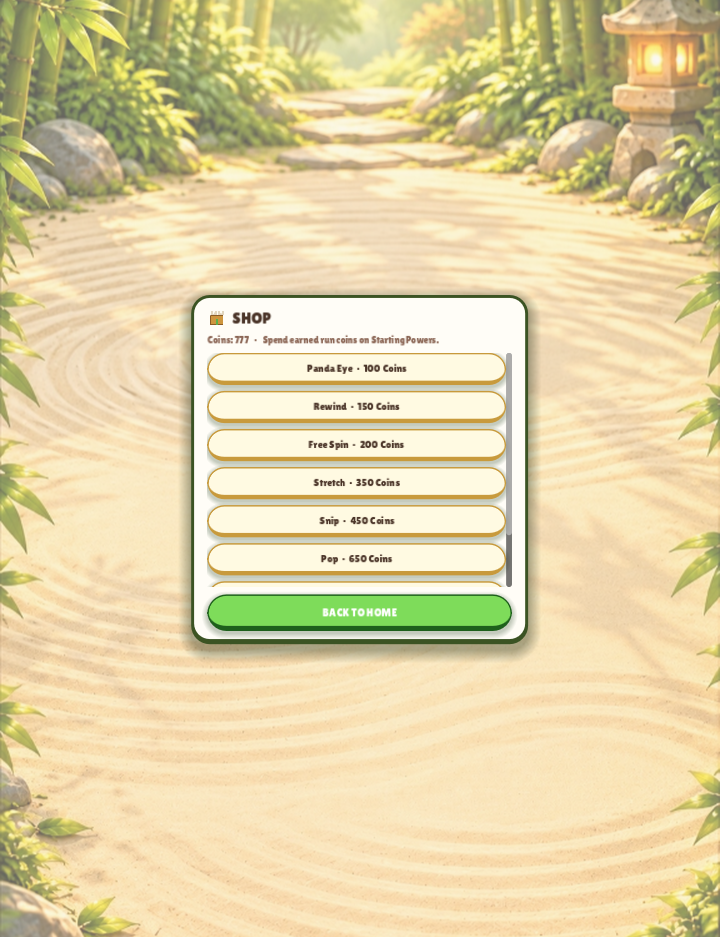 SHOP
Coins: 777 · Spend earned run coins on Starting Powers.
Panda Eye · 100 Coins
Rewind · 150 Coins
Free Spin · 200 Coins
Stretch · 350 Coins
Snip · 450 Coins
Pop · 650 Coins
BACK TO HOME